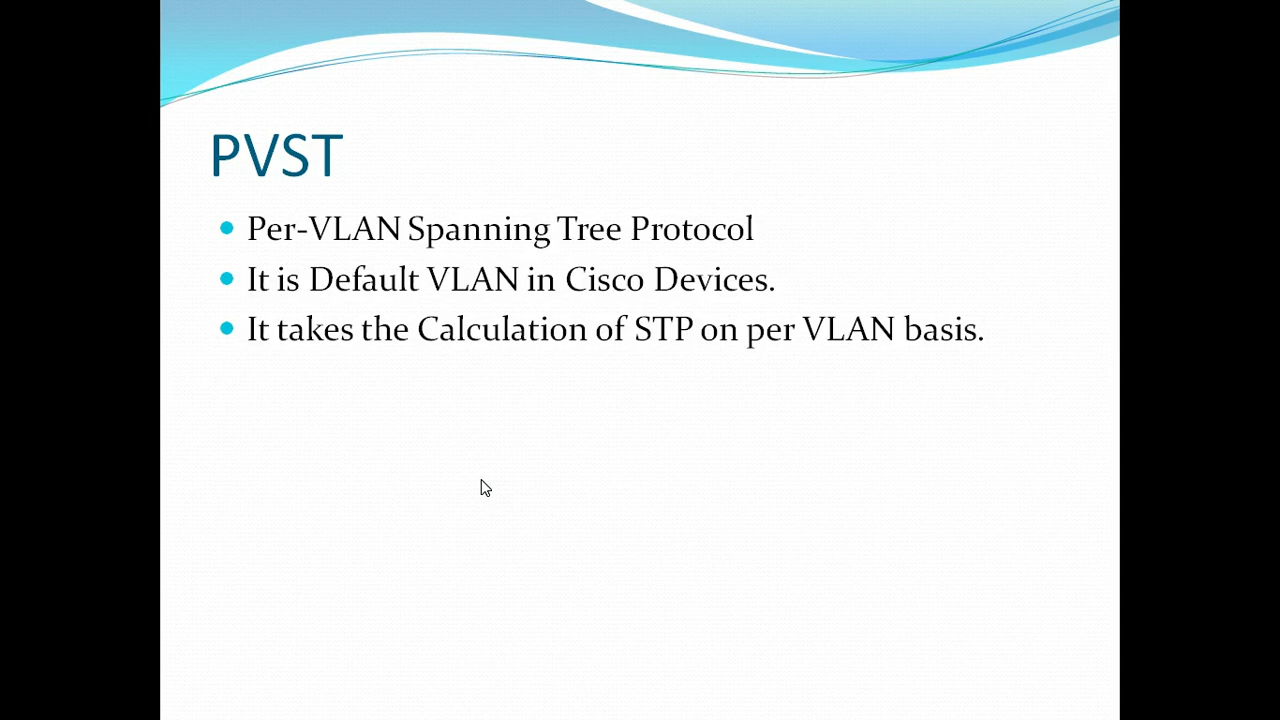 PVST
Per-VLAN Spanning Tree Protocol
It is Default VLAN in Cisco Devices.
It takes the Calculation of STP on per VLAN basis.